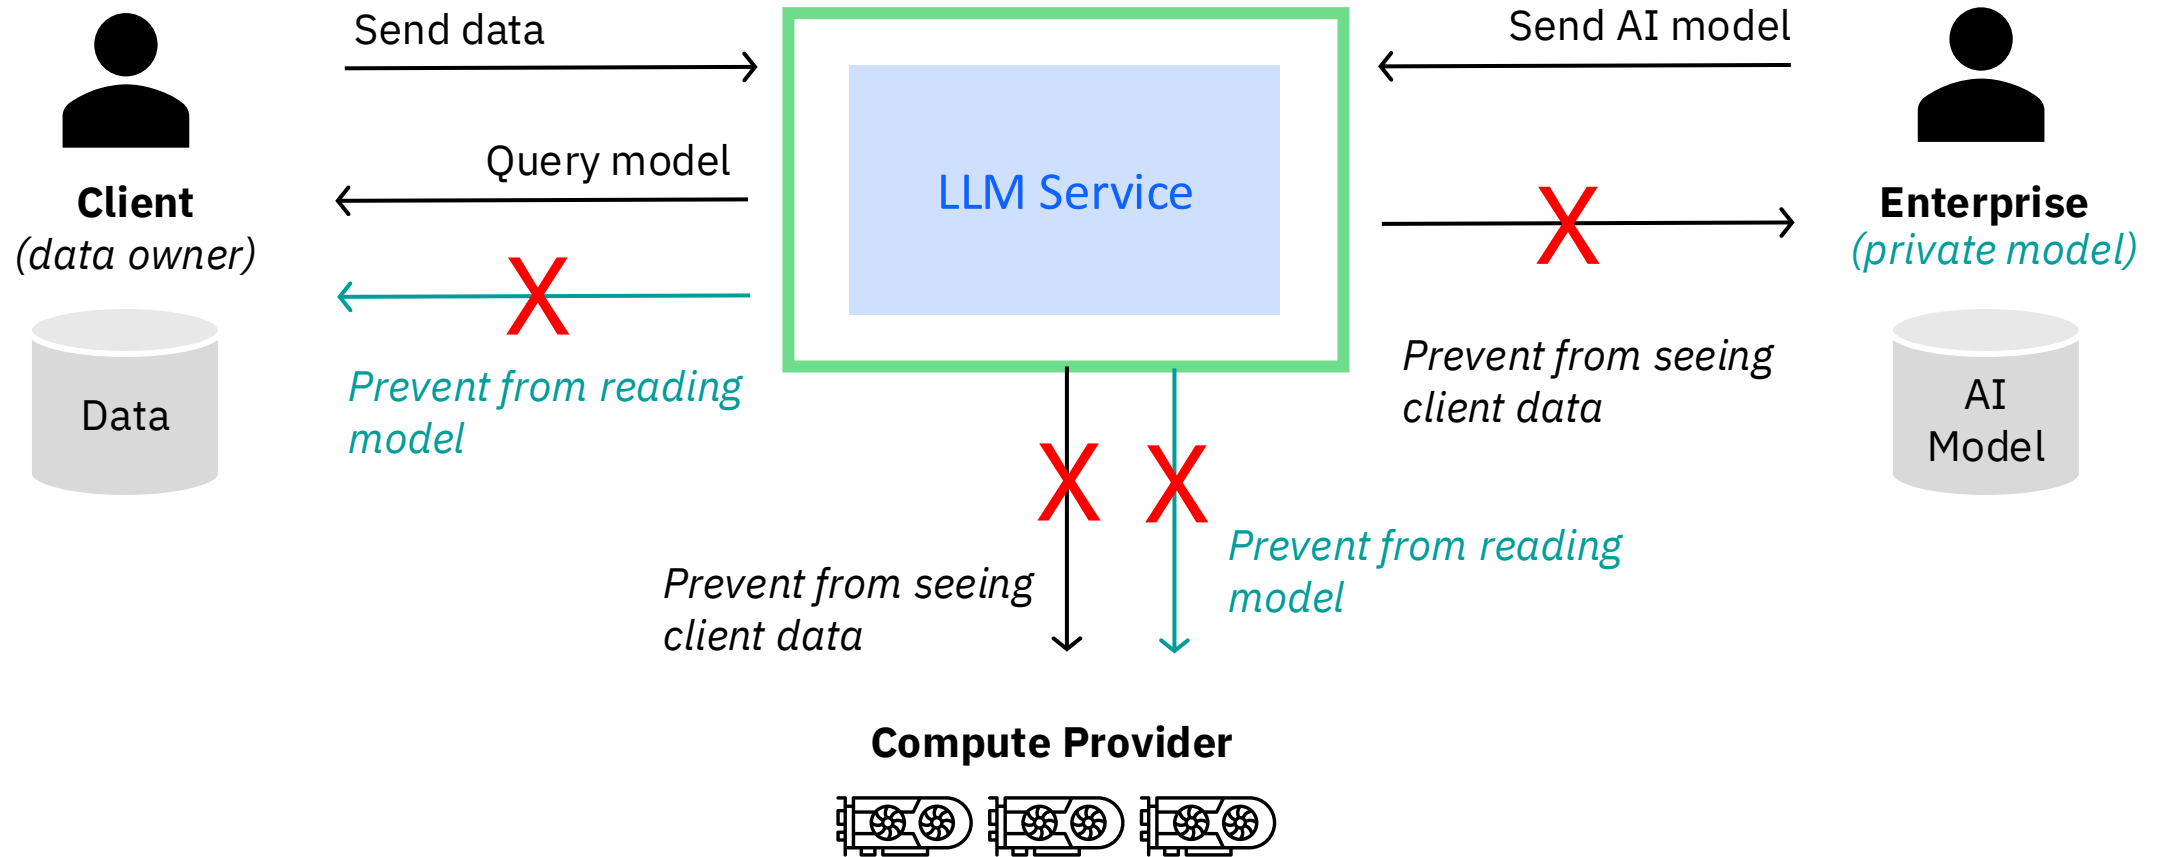 Send data
Query model
Client
(data owner)
Prevent from reading
model
Data
LLM Service
Send AI model
X
Enterprise
(private model)
X
Prevent from seeing
client data
AI
Model
X
X
Prevent from seeing
client data
Prevent from reading
model
Compute Provider